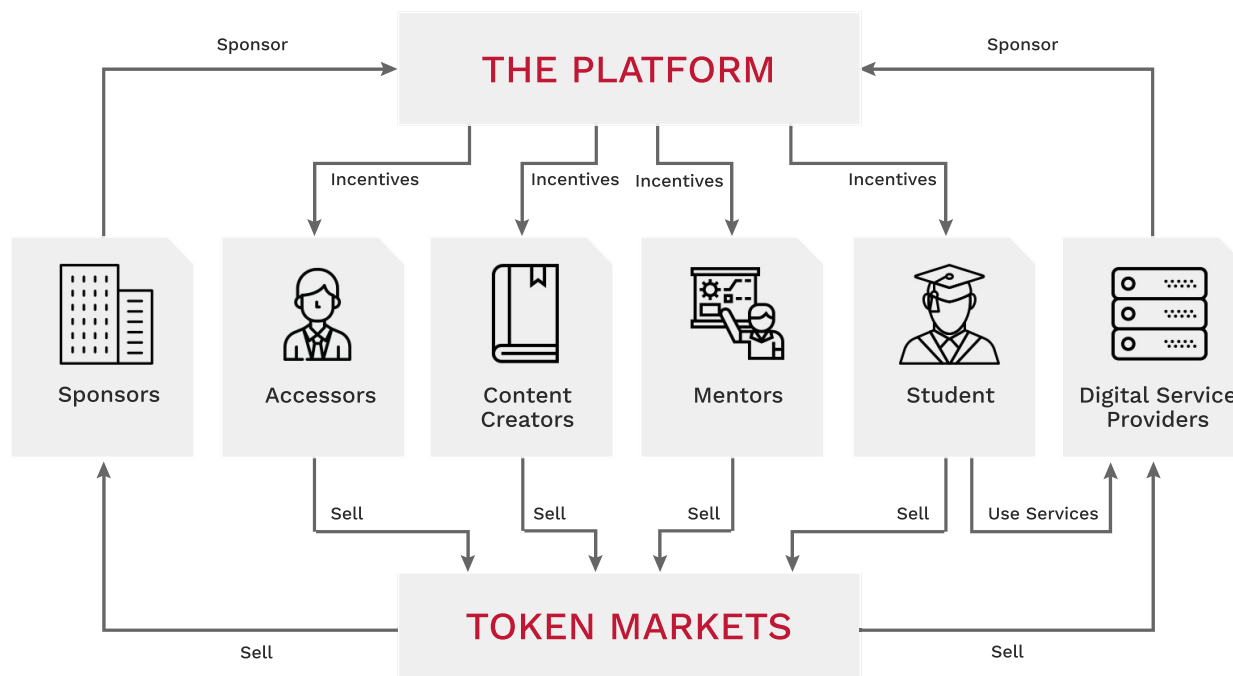 Sponsor
THE PLATFORM
Sponsor
Incentives
Incentives
Incentives
Incentives
Sponsors
Accessors
Content
Creators
Mentors
Student
Digital Service
Providers
Sell
Sell
Sell
Sell
Use Services
TOKEN MARKETS
Sell
Sell